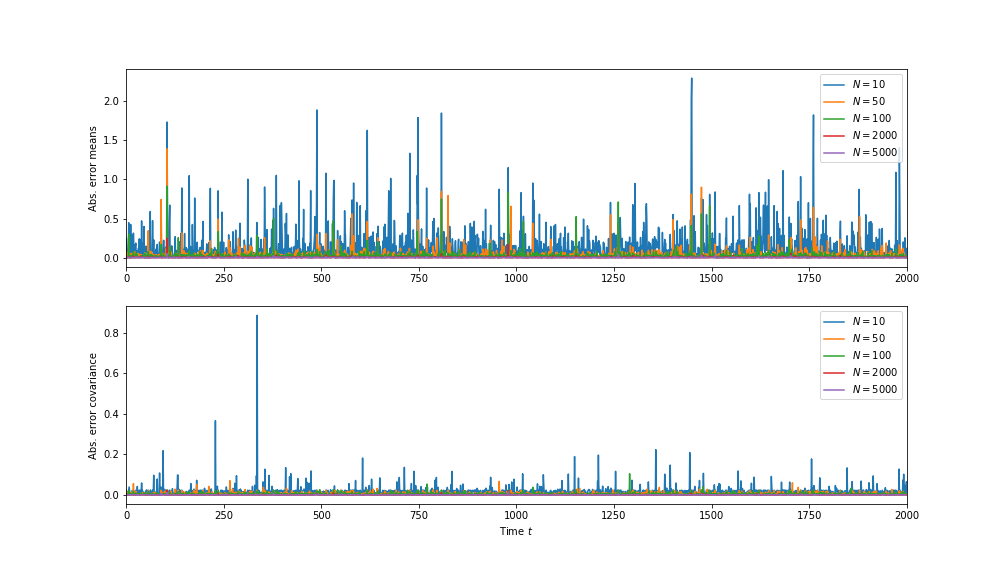 Abs. error means
2.0
1.5
1.0
0.5
0.0
0
250
500
750
1000
1250
1500
1750
2000
N = 10
N = 50
N = 100
N = 2000
N = 5000
Abs. error covariance
0.8
0.6
0.4
0.2
0.0
0
250
500
750
1000
1250
1500
1750
2000
N = 10
N = 50
N = 100
N = 2000
N = 5000
Time t